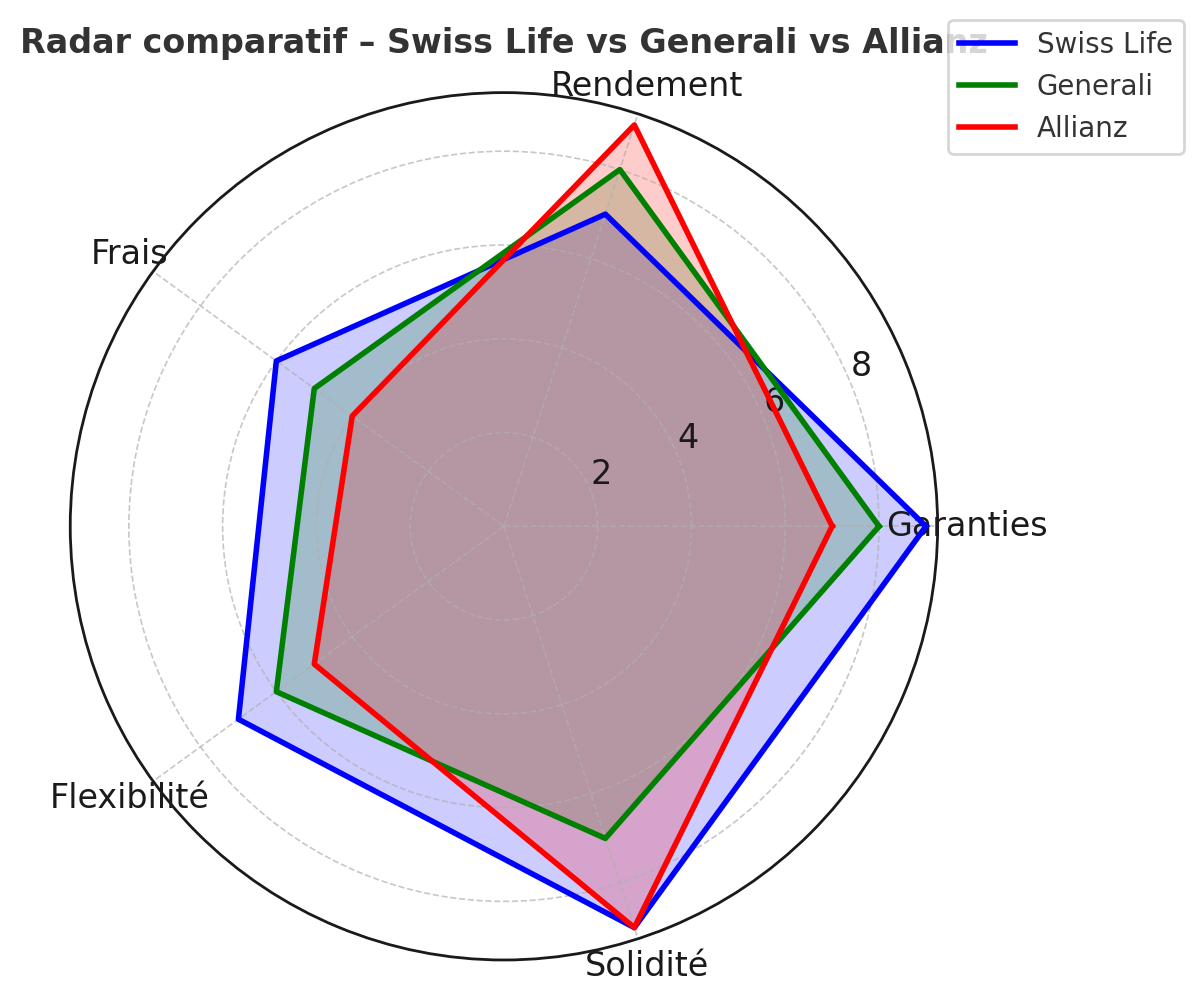 Radar comparatif – Swiss Life vs Generali vs Allianz
Swiss Life
Generali
Allianz
Rendement
Frais
8
6
4
2
Garanties
Flexibilité
Solidité